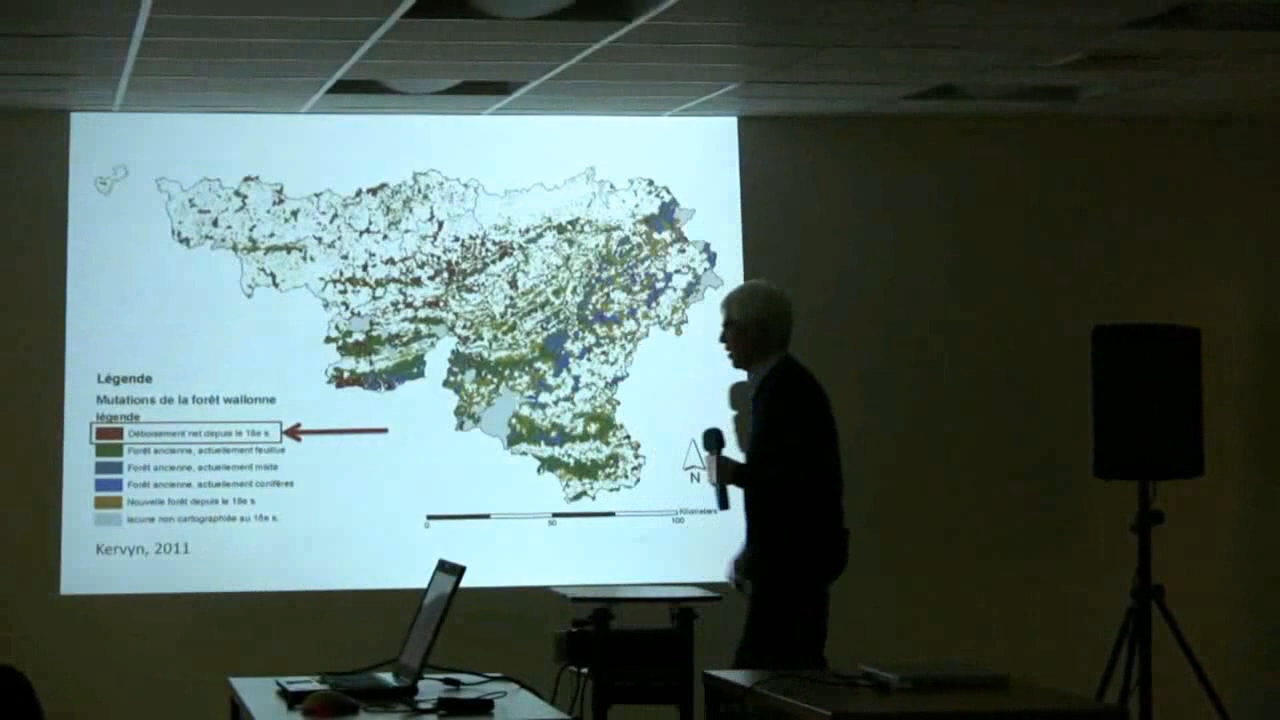 Légende
Mutations de la forêt wallonne
légende
Déboisement net depuis le 18e s.
Forêt ancienne, actuellement feuillue
Forêt ancienne, actuellement mixte
Forêt ancienne, actuellement conifères
Nouvelle forêt depuis le 18e s.
lacune non cartographiée au 18e s.
Kervyn, 2011
N
Kilometers
0 50 100